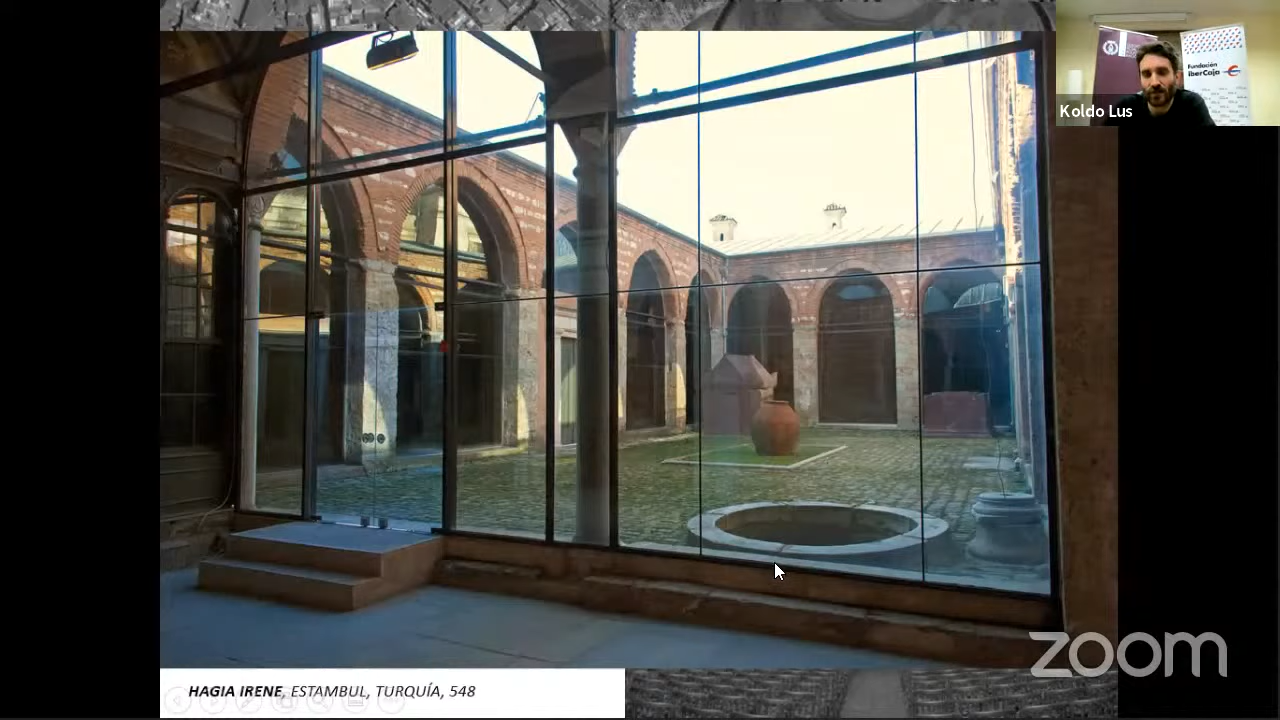 Fundación
iberCaja
Koldo Lus
zoom
HAGIA IRENE, ESTAMBUL, TURQUÍA, 548